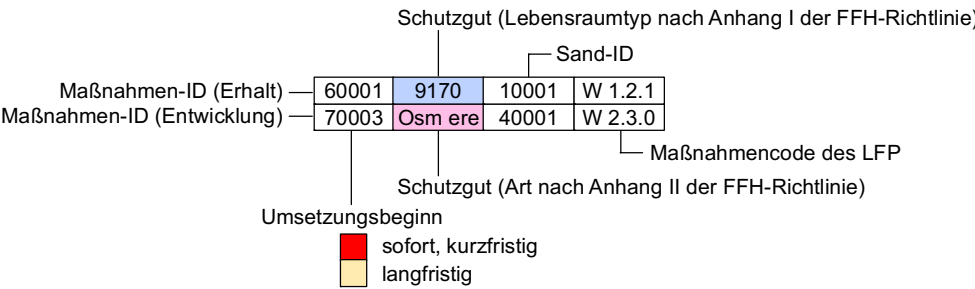 Schutzgut (Lebensraumtyp nach Anhang I der FFH-Richtlinie)
Sand-ID
Maßnahmen-ID (Erhalt) 60001 9170 10001 W 1.2.1
Maßnahmen-ID (Entwicklung) 70003 Osm ere 40001 W 2.3.0
Maßnahmencode des LFP
Schutzgut (Art nach Anhang II der FFH-Richtlinie)
Umsetzungsbeginn
sofort, kurzfristig
langfristig